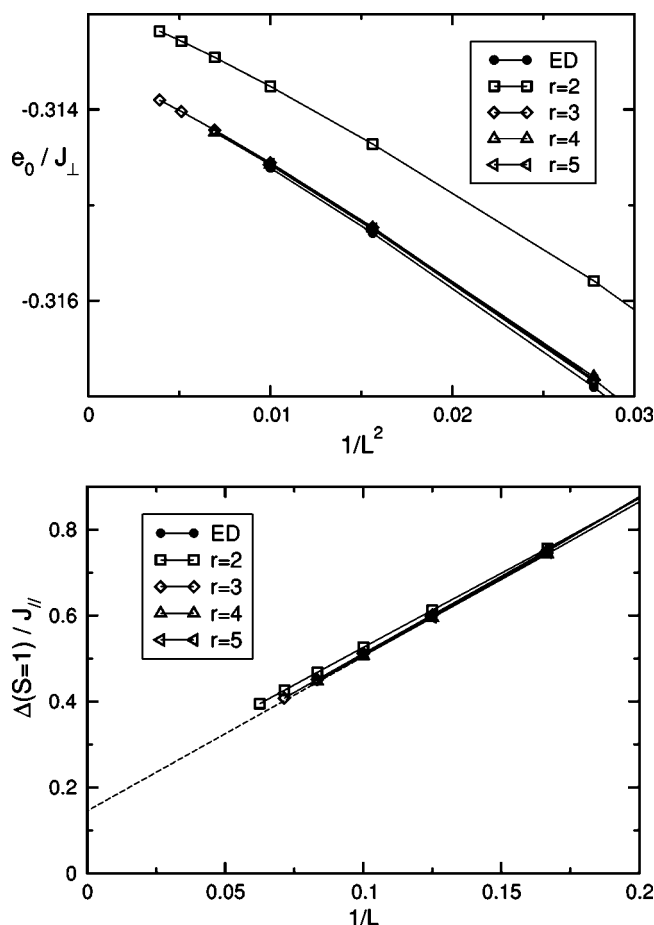 ED
r=2
r=3
r=4
r=5
-0.314
e₀ / J⊥
-0.316
0 0.01 0.02 0.03
1/L²
ED
r=2
r=3
r=4
r=5
0.8
0.6
0.4
0.2
0
Δ(S=1) / J//
0 0.05 0.1 0.15 0.2
1/L